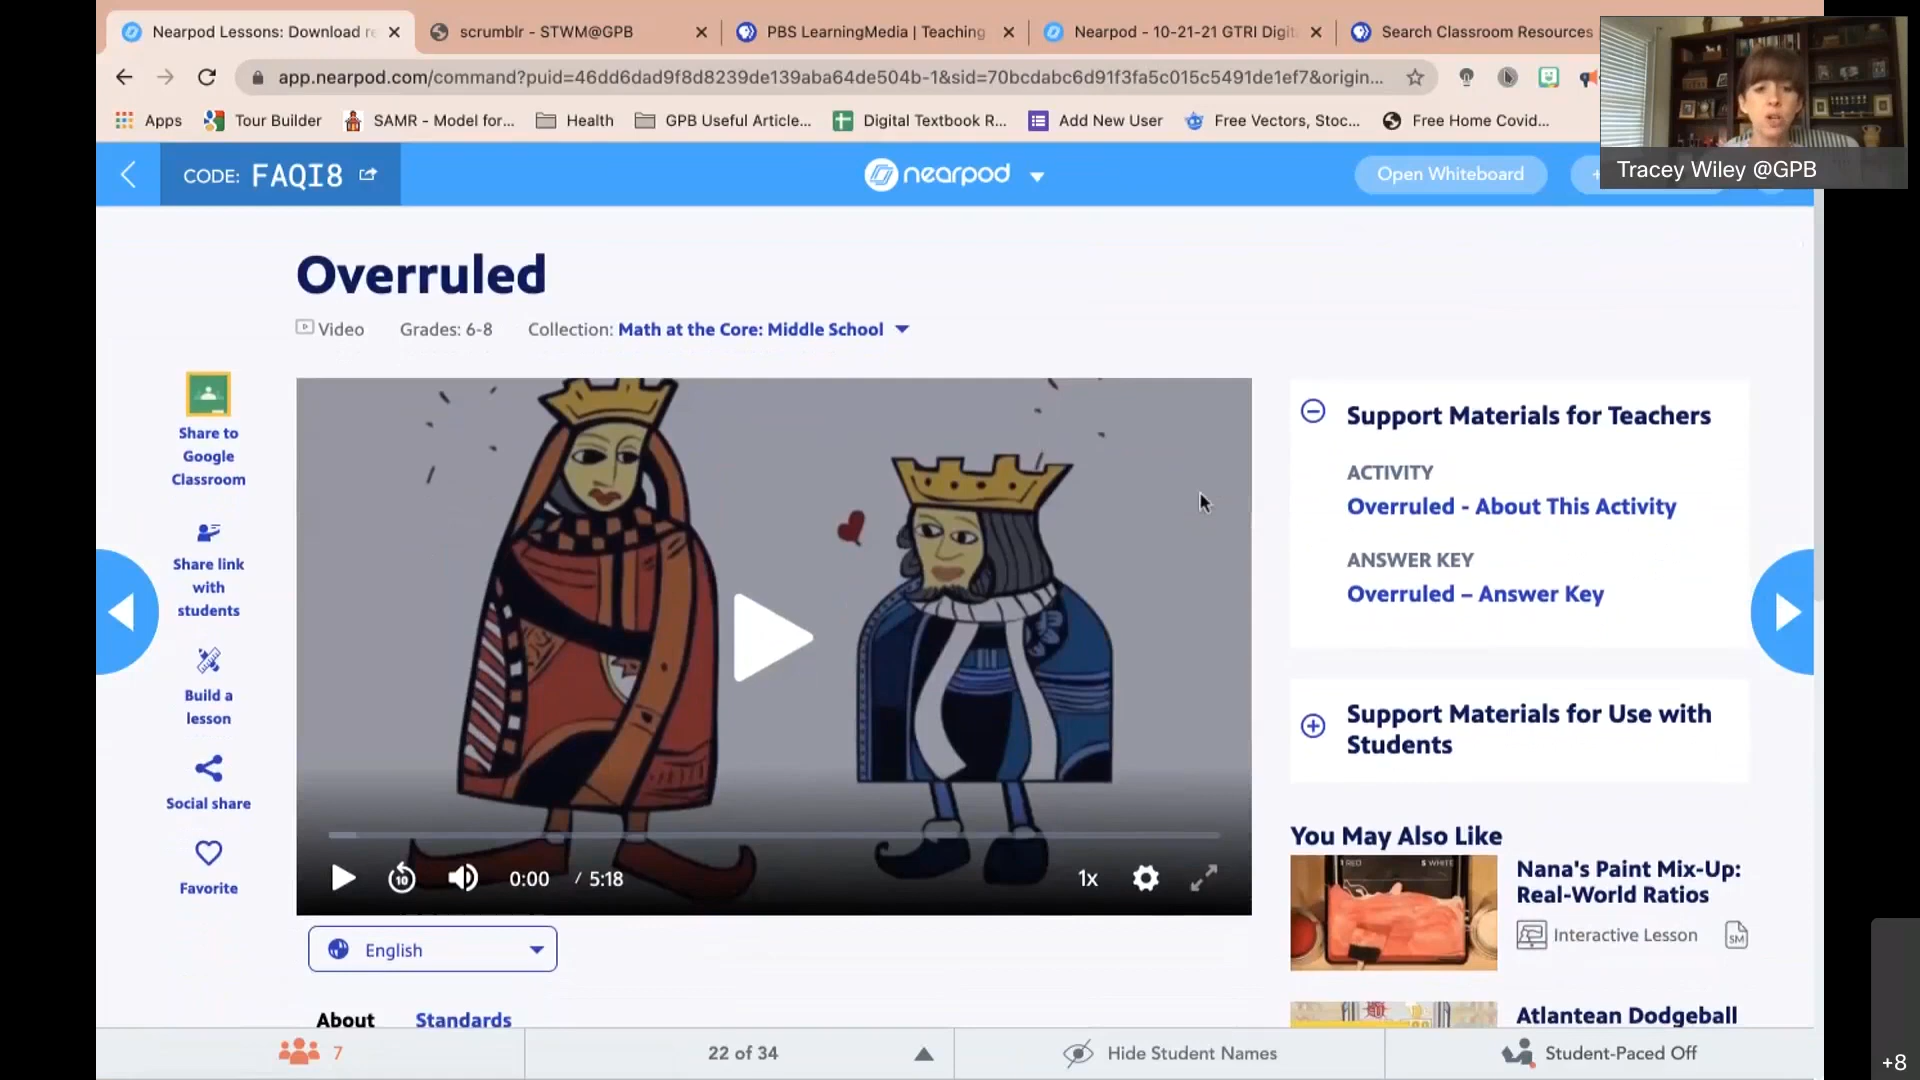 Nearpod Lessons: Download re
scrumblr - STWM@GPB
PBS LearningMedia | Teaching
Nearpod - 10-21-21 GTRI Digit
Search Classroom Resources
app.nearpod.com/command?puid=46dd6dad9f8d8239de139aba64de504b-1&sid=70bcdabc6d91f3fa5c015c5491de1ef7&origin...
Apps
Tour Builder
SAMR - Model for...
Health
GPB Useful Article...
Digital Textbook R...
Add New User
Free Vectors, Stoc...
Free Home Covid...
Tracey Wiley @GPB
CODE: FAQI8
nearpod
Open Whiteboard
+
Overruled
Video
Grades: 6-8
Collection: Math at the Core: Middle School
Share to
Google
Classroom
Share link
with
students
Build a
lesson
Social share
Favorite
10
0:00 / 5:18
1x
English
About
Standards
Support Materials for Teachers
ACTIVITY
Overruled - About This Activity
ANSWER KEY
Overruled – Answer Key
Support Materials for Use with
Students
You May Also Like
1 RED
5 WHITE
Nana's Paint Mix-Up:
Real-World Ratios
Interactive Lesson
SM
Atlantean Dodgeball
7
22 of 34
Hide Student Names
Student-Paced Off
+8